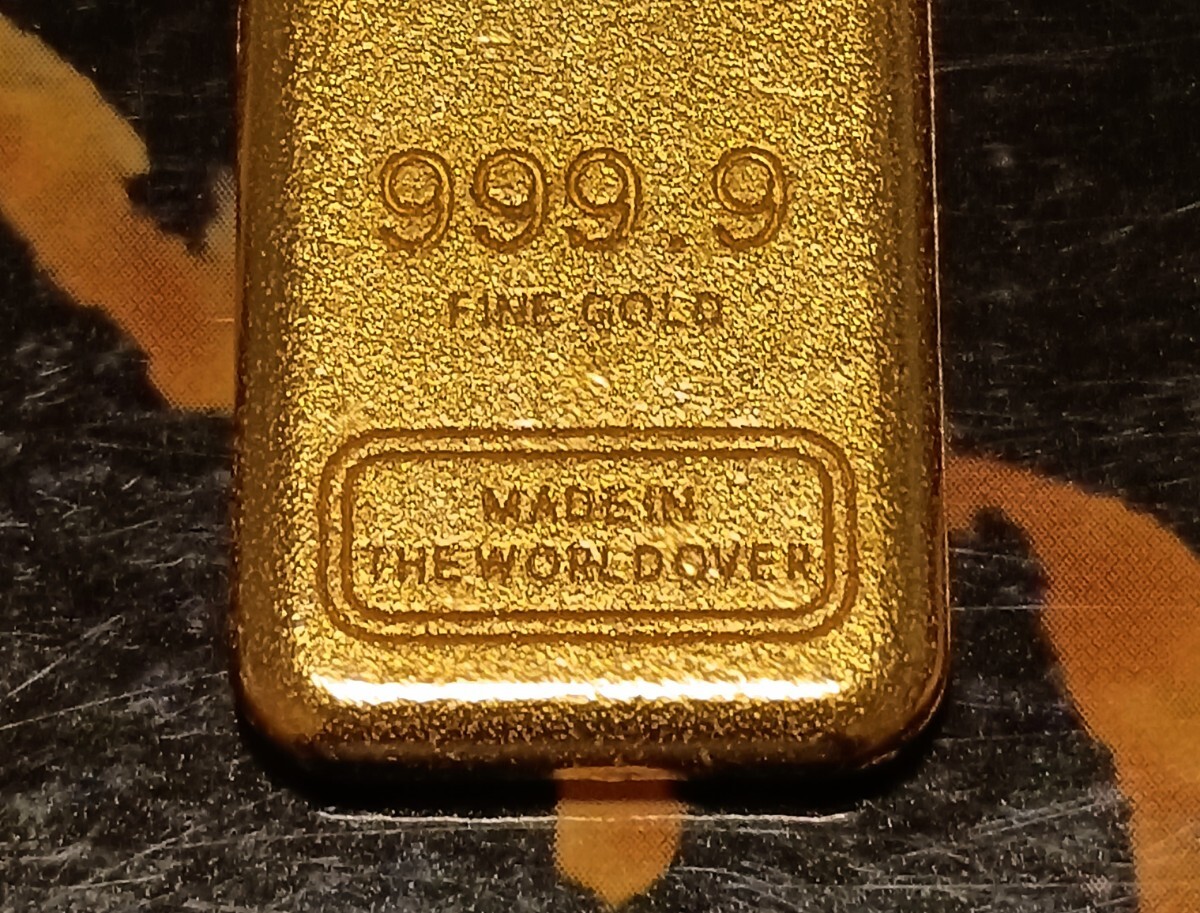 999.9
FINE GOLD
MADE IN
THE WORLD OVER